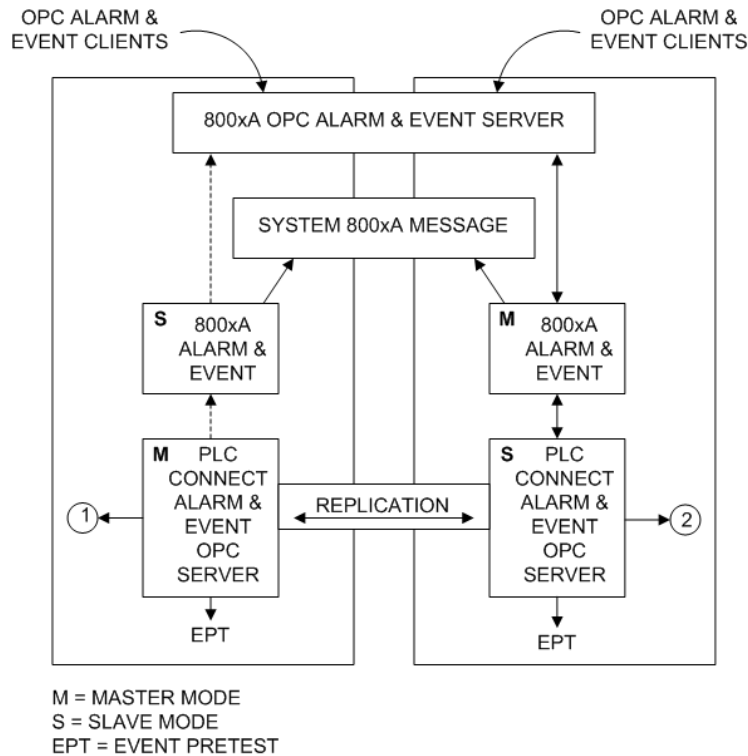 OPC ALARM &
EVENT CLIENTS
OPC ALARM &
EVENT CLIENTS
800xA OPC ALARM & EVENT SERVER
SYSTEM 800xA MESSAGE
S
800xA
ALARM &
EVENT
M
800xA
ALARM &
EVENT
M
PLC
CONNECT
ALARM &
EVENT
OPC
SERVER
REPLICATION
S
PLC
CONNECT
ALARM &
EVENT
OPC
SERVER
1
2
EPT
EPT
M = MASTER MODE
S = SLAVE MODE
EPT = EVENT PRETEST